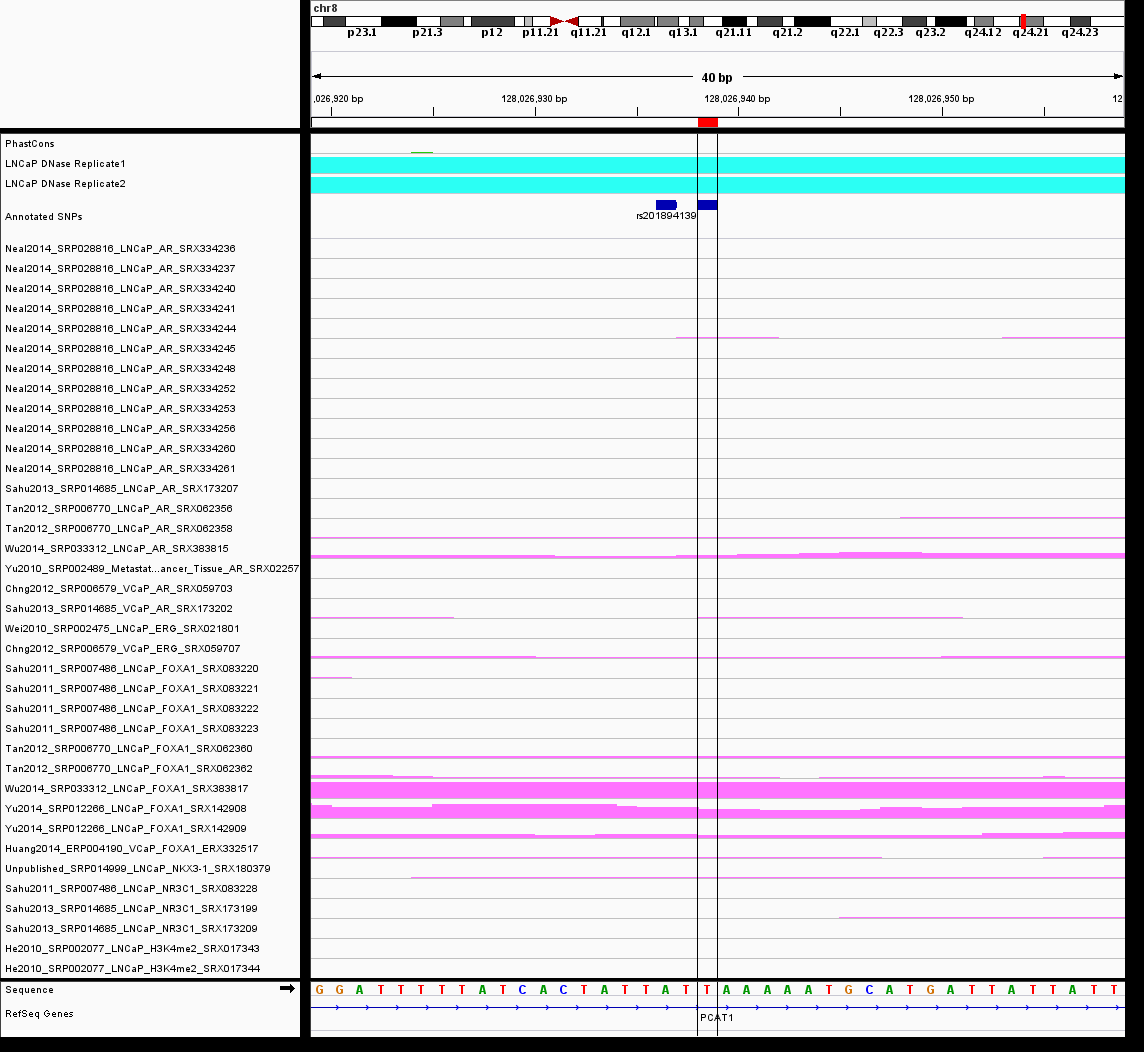 chr8
p23.1 p21.3 p12 p11.21 q11.21 q12.1 q13.1 q21.11 q21.2 q22.1 q22.3 q23.2 q24.12 q24.21 q24.23
40 bp
,026,920 bp 128,026,930 bp 128,026,940 bp 128,026,950 bp 12
PhastCons
LNCaP DNase Replicate1
LNCaP DNase Replicate2
Annotated SNPs rs201894139
Neal2014_SRP028816_LNCaP_AR_SRX334236
Neal2014_SRP028816_LNCaP_AR_SRX334237
Neal2014_SRP028816_LNCaP_AR_SRX334240
Neal2014_SRP028816_LNCaP_AR_SRX334241
Neal2014_SRP028816_LNCaP_AR_SRX334244
Neal2014_SRP028816_LNCaP_AR_SRX334245
Neal2014_SRP028816_LNCaP_AR_SRX334248
Neal2014_SRP028816_LNCaP_AR_SRX334252
Neal2014_SRP028816_LNCaP_AR_SRX334253
Neal2014_SRP028816_LNCaP_AR_SRX334256
Neal2014_SRP028816_LNCaP_AR_SRX334260
Neal2014_SRP028816_LNCaP_AR_SRX334261
Sahu2013_SRP014685_LNCaP_AR_SRX173207
Tan2012_SRP006770_LNCaP_AR_SRX062356
Tan2012_SRP006770_LNCaP_AR_SRX062358
Wu2014_SRP033312_LNCaP_AR_SRX383815
Yu2010_SRP002489_Metastat...ancer_Tissue_AR_SRX02257
Chng2012_SRP006579_VCaP_AR_SRX059703
Sahu2013_SRP014685_VCaP_AR_SRX173202
Wei2010_SRP002475_LNCaP_ERG_SRX021801
Chng2012_SRP006579_VCaP_ERG_SRX059707
Sahu2011_SRP007486_LNCaP_FOXA1_SRX083220
Sahu2011_SRP007486_LNCaP_FOXA1_SRX083221
Sahu2011_SRP007486_LNCaP_FOXA1_SRX083222
Sahu2011_SRP007486_LNCaP_FOXA1_SRX083223
Tan2012_SRP006770_LNCaP_FOXA1_SRX062360
Tan2012_SRP006770_LNCaP_FOXA1_SRX062362
Wu2014_SRP033312_LNCaP_FOXA1_SRX383817
Yu2014_SRP012266_LNCaP_FOXA1_SRX142908
Yu2014_SRP012266_LNCaP_FOXA1_SRX142909
Huang2014_ERP004190_VCaP_FOXA1_ERX332517
Unpublished_SRP014999_LNCaP_NKX3-1_SRX180379
Sahu2011_SRP007486_LNCaP_NR3C1_SRX083228
Sahu2013_SRP014685_LNCaP_NR3C1_SRX173199
Sahu2013_SRP014685_LNCaP_NR3C1_SRX173209
He2010_SRP002077_LNCaP_H3K4me2_SRX017343
He2010_SRP002077_LNCaP_H3K4me2_SRX017344
Sequence G G A T T T T T A T C A C T A T T A T T A A A A A T G C A T G A T T A T T A T T
RefSeq Genes PCAT1